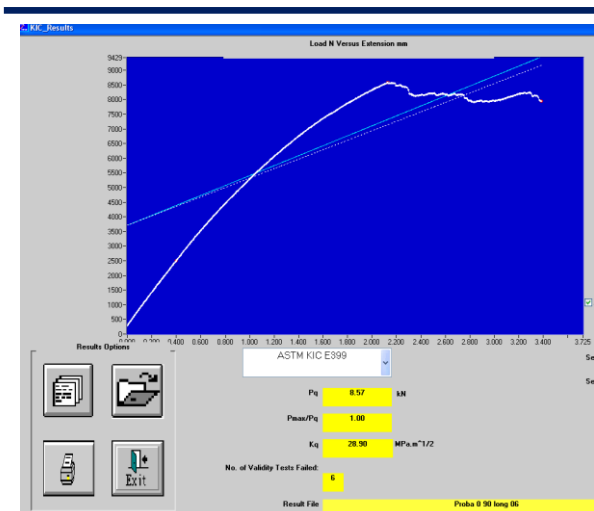 KIC_Results
Load N Versus Extension mm
9429
9000
8500
8000
7500
7000
6500
6000
5500
5000
4500
4000
3500
3000
2500
2000
1500
1000
500
0
0.000 0.200 0.400 0.600 0.800 1.000 1.200 1.400 1.600 1.800 2.000 2.200 2.400 2.600 2.800 3.000 3.200 3.400 3.725
Results Options
ASTM KIC E399
Se
Se
Pq 8.57 kN
Pmax/Pq 1.00
Kq 28.90 MPa.m^1/2
No. of Validity Tests Failed:
6
Exit
Result File Proba 0 90 long 06